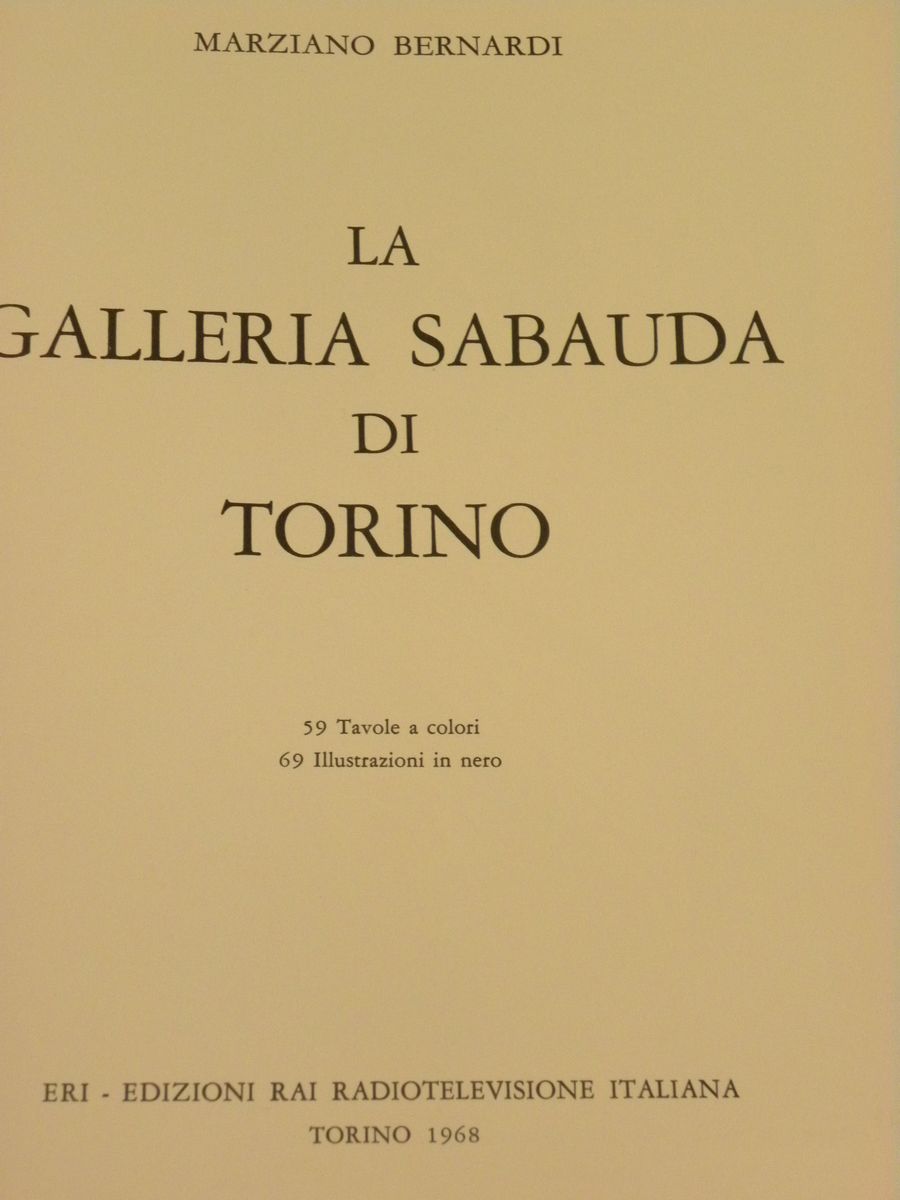 MARZIANO BERNARDI
LA
GALLERIA SABAUDA
DI
TORINO
59 Tavole a colori
69 Illustrazioni in nero
ERI - EDIZIONI RAI RADIOTELEVISIONE ITALIANA
TORINO 1968